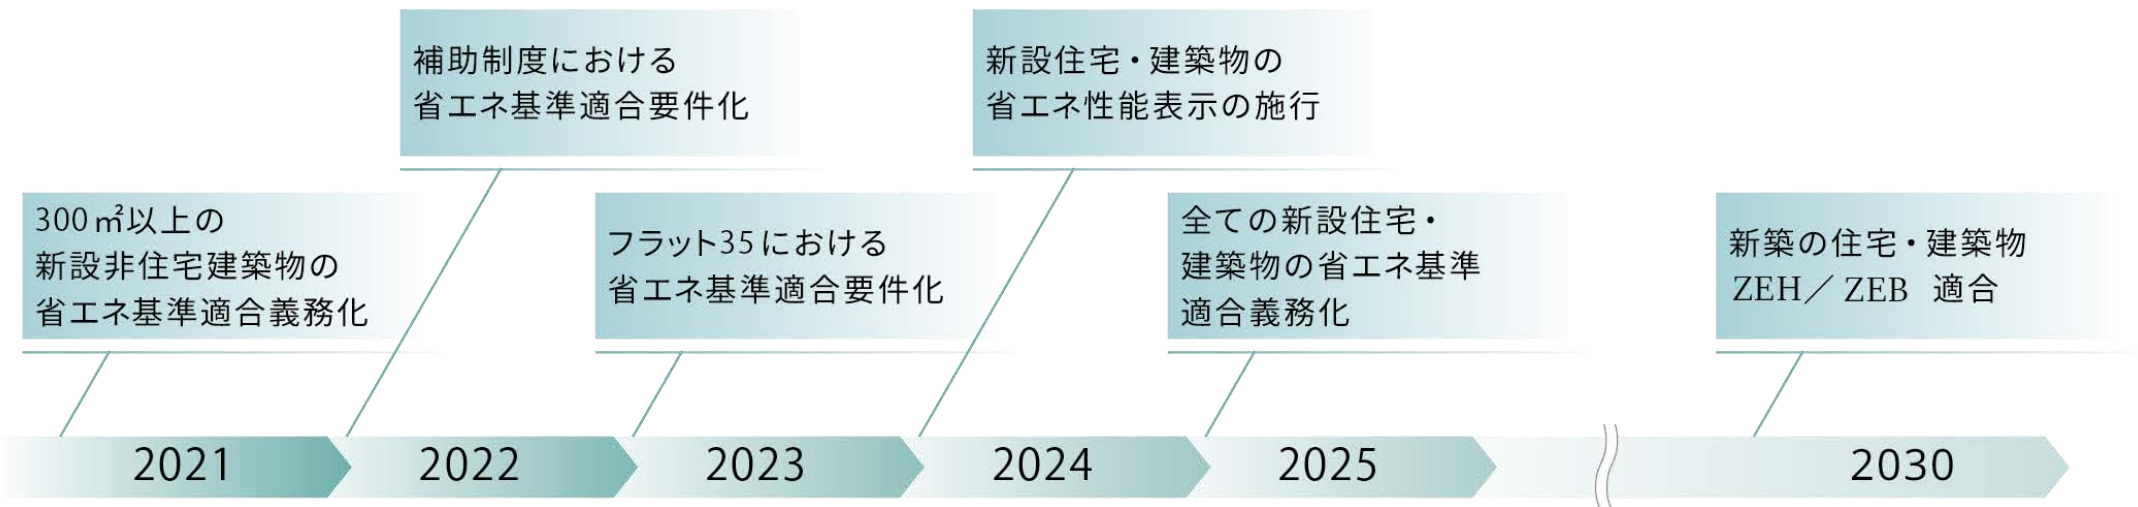 補助制度における
省エネ基準適合要件化
新設住宅・建築物の
省エネ性能表示の施行
300㎡以上の
新設非住宅建築物の
省エネ基準適合義務化
フラット35における
省エネ基準適合要件化
全ての新設住宅・
建築物の省エネ基準
適合義務化
新築の住宅・建築物
ZEH／ZEB 適合
2021
2022
2023
2024
2025
2030